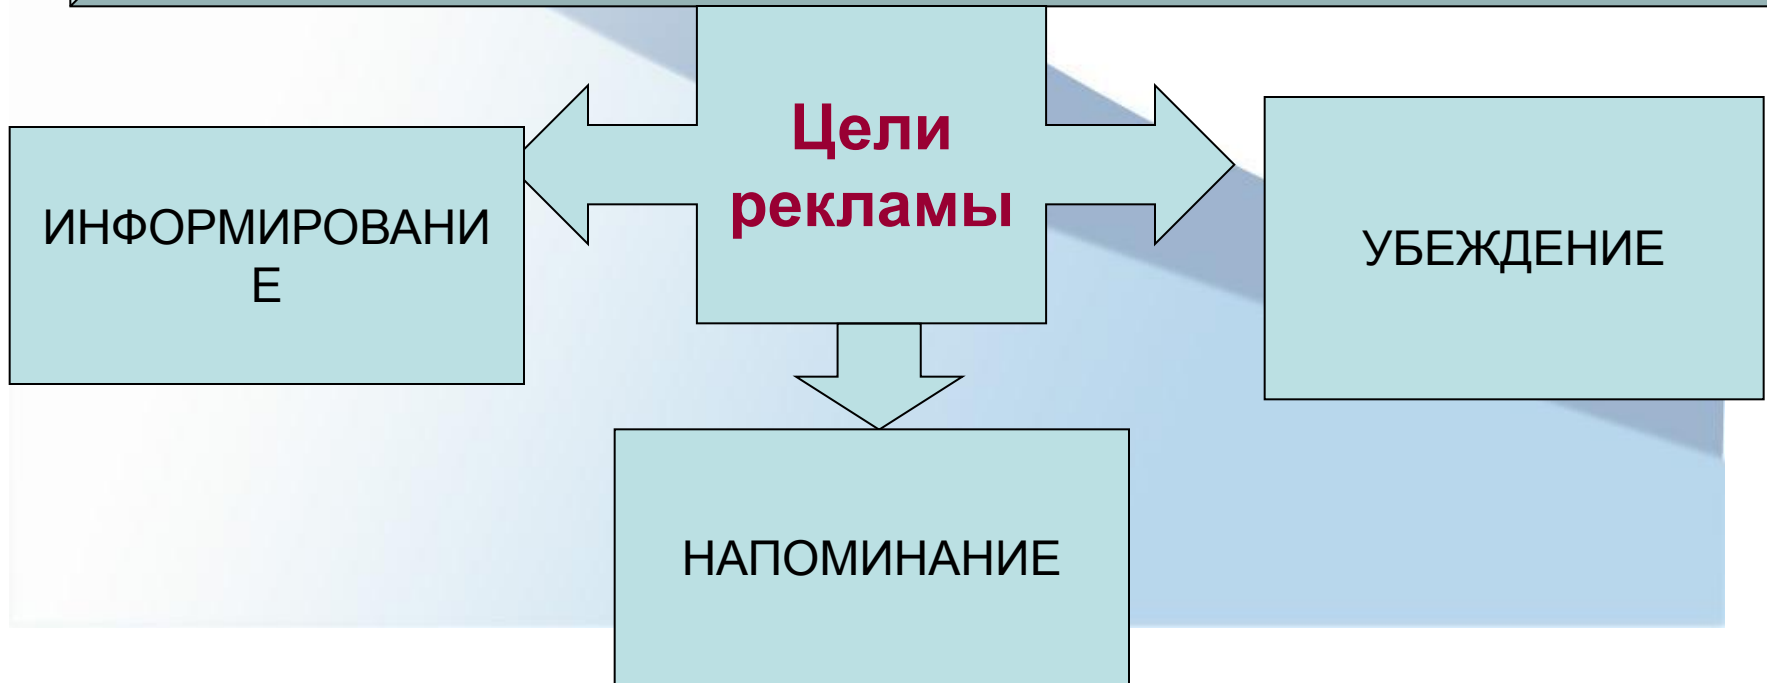 Цели
рекламы
ИНФОРМИРОВАНИ
Е
УБЕЖДЕНИЕ
НАПОМИНАНИЕ